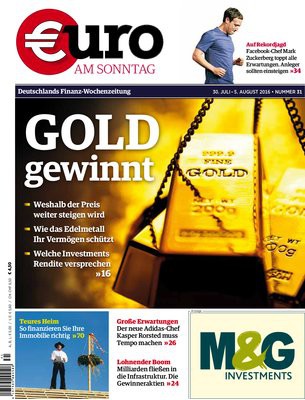 €uro
AM SONNTAG
Auf Rekordjagd
Facebook-Chef Mark
Zuckerberg toppt alle
Erwartungen. Anleger
sollten einsteigen »34
Deutschlands Finanz-Wochenzeitung
30. JULI–5. AUGUST 2016 • NUMMER 31
GOLD
gewinnt
» Weshalb der Preis
weiter steigen wird
» Wie das Edelmetall
Ihr Vermögen schützt
» Welche Investments
Rendite versprechen
»16
999.9
FINE
GOLD
200g
Teures Heim
So finanzieren Sie Ihre
Immobilie richtig »70
Große Erwartungen
Der neue Adidas-Chef
Kasper Rorsted muss
Tempo machen »26
Lohnender Boom
Milliarden fließen in
die Infrastruktur. Die
Gewinneraktien »24
M&G
INVESTMENTS